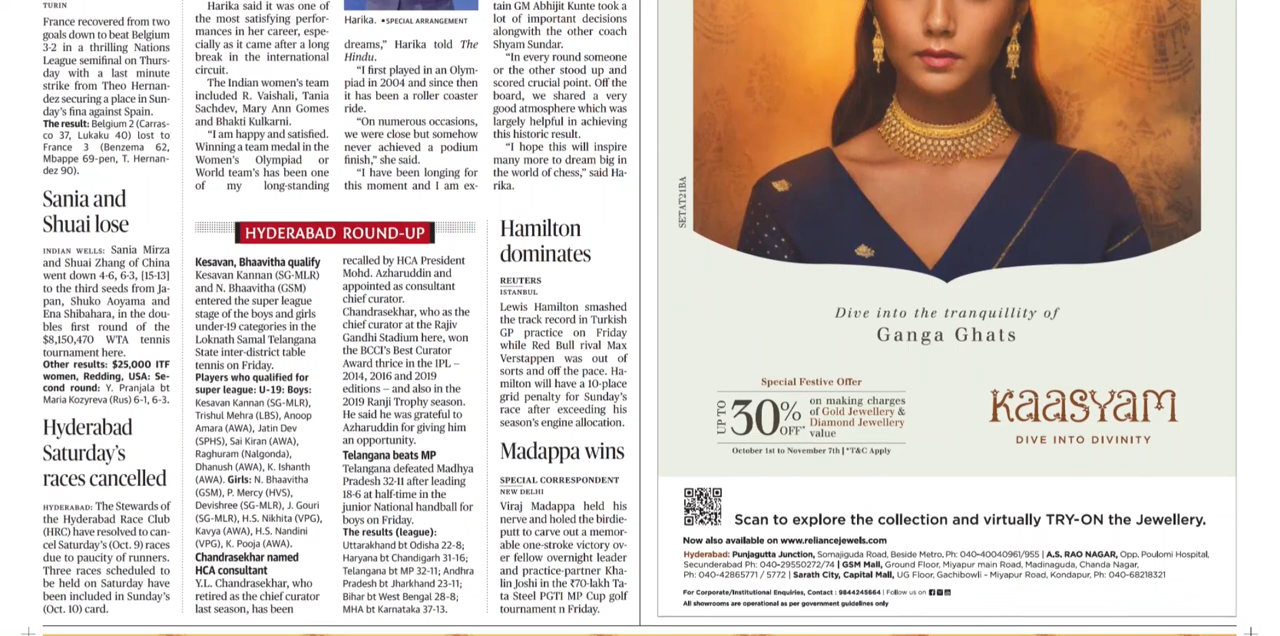 TURIN
France recovered from two
goals down to beat Belgium
3-2 in a thrilling Nations
League semifinal on Thurs-
day with a last minute
strike from Theo Hernan-
dez securing a place in Sun-
day's fina against Spain.
The result: Belgium 2 (Carras-
co 37, Lukaku 40) lost to
France 3 (Benzema 62,
Mbappe 69-pen, T. Hernan-
dez 90).
Sania and
Shuai lose
INDIAN WELLS: Sania Mirza
and Shuai Zhang of China
went down 4-6, 6-3, [15-13]
to the third seeds from Ja-
pan, Shuko Aoyama and
Ena Shibahara, in the dou-
bles first round of the
$8,150,470 WTA tennis
tournament here.
Other results: $25,000 ITF
women, Redding, USA: Se-
cond round: Y. Pranjala bt
Maria Kozyreva (Rus) 6-1, 6-3.
Hyderabad
Saturday's
races cancelled
HYDERABAD: The Stewards of
the Hyderabad Race Club
(HRC) have resolved to can-
cel Saturday's (Oct. 9) races
due to paucity of runners.
Three races scheduled to
be held on Saturday have
been included in Sunday's
(Oct. 10) card.
Harika said it was one of
the most satisfying perfor-
mances in her career, espe-
cially as it came after a long
break in the international
circuit.
The Indian women's team
included R. Vaishali, Tania
Sachdev, Mary Ann Gomes
and Bhakti Kulkarni.
"I am happy and satisfied.
Winning a team medal in the
Women's Olympiad or
World team's has been one
of my long-standing
Harika. •SPECIAL ARRANGEMENT
dreams," Harika told The
Hindu.
"I first played in an Olym-
piad in 2004 and since then
it has been a roller coaster
ride.
"On numerous occasions,
we were close but somehow
never achieved a podium
finish," she said.
"I have been longing for
this moment and I am ex-
tain GM Abhijit Kunte took a
lot of important decisions
alongwith the other coach
Shyam Sundar.
"In every round someone
or the other stood up and
scored crucial point. Off the
board, we shared a very
good atmosphere which was
largely helpful in achieving
this historic result.
"I hope this will inspire
many more to dream big in
the world of chess," said Ha-
rika.
HYDERABAD ROUND-UP
Kesavan, Bhaavitha qualify
Kesavan Kannan (SG-MLR)
and N. Bhaavitha (GSM)
entered the super league
stage of the boys and girls
under-19 categories in the
Loknath Samal Telangana
State inter-district table
tennis on Friday.
Players who qualified for
super league: U-19: Boys:
Kesavan Kannan (SG-MLR),
Trishul Mehra (LBS), Anoop
Amara (AWA), Jatin Dev
(SPHS), Sai Kiran (AWA),
Raghuram (Nalgonda),
Dhanush (AWA), K. Ishanth
(AWA). Girls: N. Bhaavitha
(GSM), P. Mercy (HVS),
Devishree (SG-MLR), J. Gouri
(SG-MLR), H.S. Nikhita (VPG),
Kavya (AWA), H.S. Nandini
(VPG), K. Pooja (AWA).
Chandrasekhar named
HCA consultant
Y.L. Chandrasekhar, who
retired as the chief curator
last season, has been
recalled by HCA President
Mohd. Azharuddin and
appointed as consultant
chief curator.
Chandrasekhar, who as the
chief curator at the Rajiv
Gandhi Stadium here, won
the BCCI's Best Curator
Award thrice in the IPL –
2014, 2016 and 2019
editions – and also in the
2019 Ranji Trophy season.
He said he was grateful to
Azharuddin for giving him
an opportunity.
Telangana beats MP
Telangana defeated Madhya
Pradesh 32-11 after leading
18-6 at half-time in the
junior National handball for
boys on Friday.
The results (league):
Uttarakhand bt Odisha 22-8;
Haryana bt Chandigarh 31-16;
Telangana bt MP 32-11; Andhra
Pradesh bt Jharkhand 23-11;
Bihar bt West Bengal 28-8;
MHA bt Karnataka 37-13.
Hamilton
dominates
REUTERS
ISTANBUL
Lewis Hamilton smashed
the track record in Turkish
GP practice on Friday
while Red Bull rival Max
Verstappen was out of
sorts and off the pace. Ha-
milton will have a 10-place
grid penalty for Sunday's
race after exceeding his
season's engine allocation.
Madappa wins
SPECIAL CORRESPONDENT
NEW DELHI
Viraj Madappa held his
nerve and holed the birdie-
putt to carve out a memor-
able one-stroke victory ov-
er fellow overnight leader
and practice-partner Kha-
lin Joshi in the ₹70-lakh Ta-
ta Steel PGTI MP Cup golf
tournament n Friday.
SETAT21BA
Dive into the tranquillity of
Ganga Ghats
Special Festive Offer
UP TO 30% OFF* on making charges
of Gold Jewellery &
Diamond Jewellery
value
October 1st to November 7th | *T&C Apply
Kaasyam
DIVE INTO DIVINITY
Scan to explore the collection and virtually TRY-ON the Jewellery.
Now also available on www.reliancejewels.com
Hyderabad: Punjagutta Junction, Somajiguda Road, Beside Metro, Ph: 040-40040961/955 | A.S. RAO NAGAR, Opp. Poulomi Hospital,
Secunderabad Ph: 040-29550272/74 | GSM Mall, Ground Floor, Miyapur main Road, Madinaguda, Chanda Nagar,
Ph: 040-42865771 / 5772 | Sarath City, Capital Mall, UG Floor, Gachibowli - Miyapur Road, Kondapur, Ph: 040-68218321
For Corporate/Institutional Enquiries, Contact : 9844245664 | Follow us on
All showrooms are operational as per government guidelines only